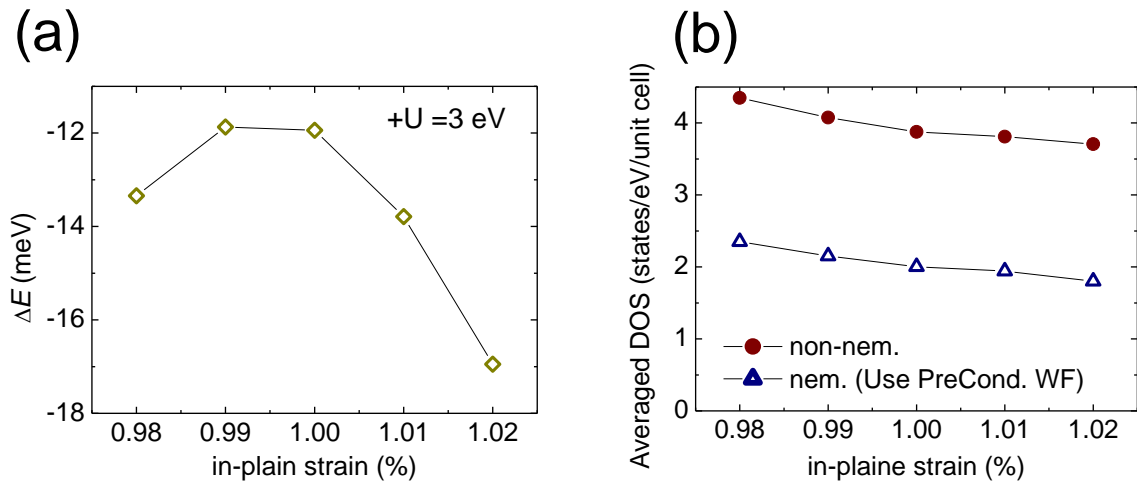 (a)
+U =3 eV
-12
-14
-16
-18
0.98 0.99 1.00 1.01 1.02
ΔE (meV)
in-plain strain (%)
(b)
4
3
2
1
0
0.98 0.99 1.00 1.01 1.02
Averaged DOS (states/eV/unit cell)
in-plaine strain (%)
non-nem.
nem. (Use PreCond. WF)